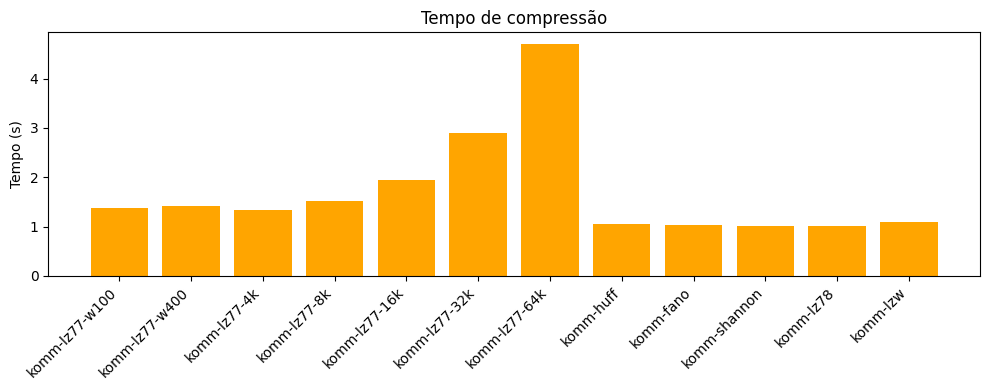 Tempo de compressão
Tempo (s)
4
3
2
1
0
komm-lz77-w100
komm-lz77-w400
komm-lz77-4k
komm-lz77-8k
komm-lz77-16k
komm-lz77-32k
komm-lz77-64k
komm-huff
komm-fano
komm-shannon
komm-lz78
komm-lzw